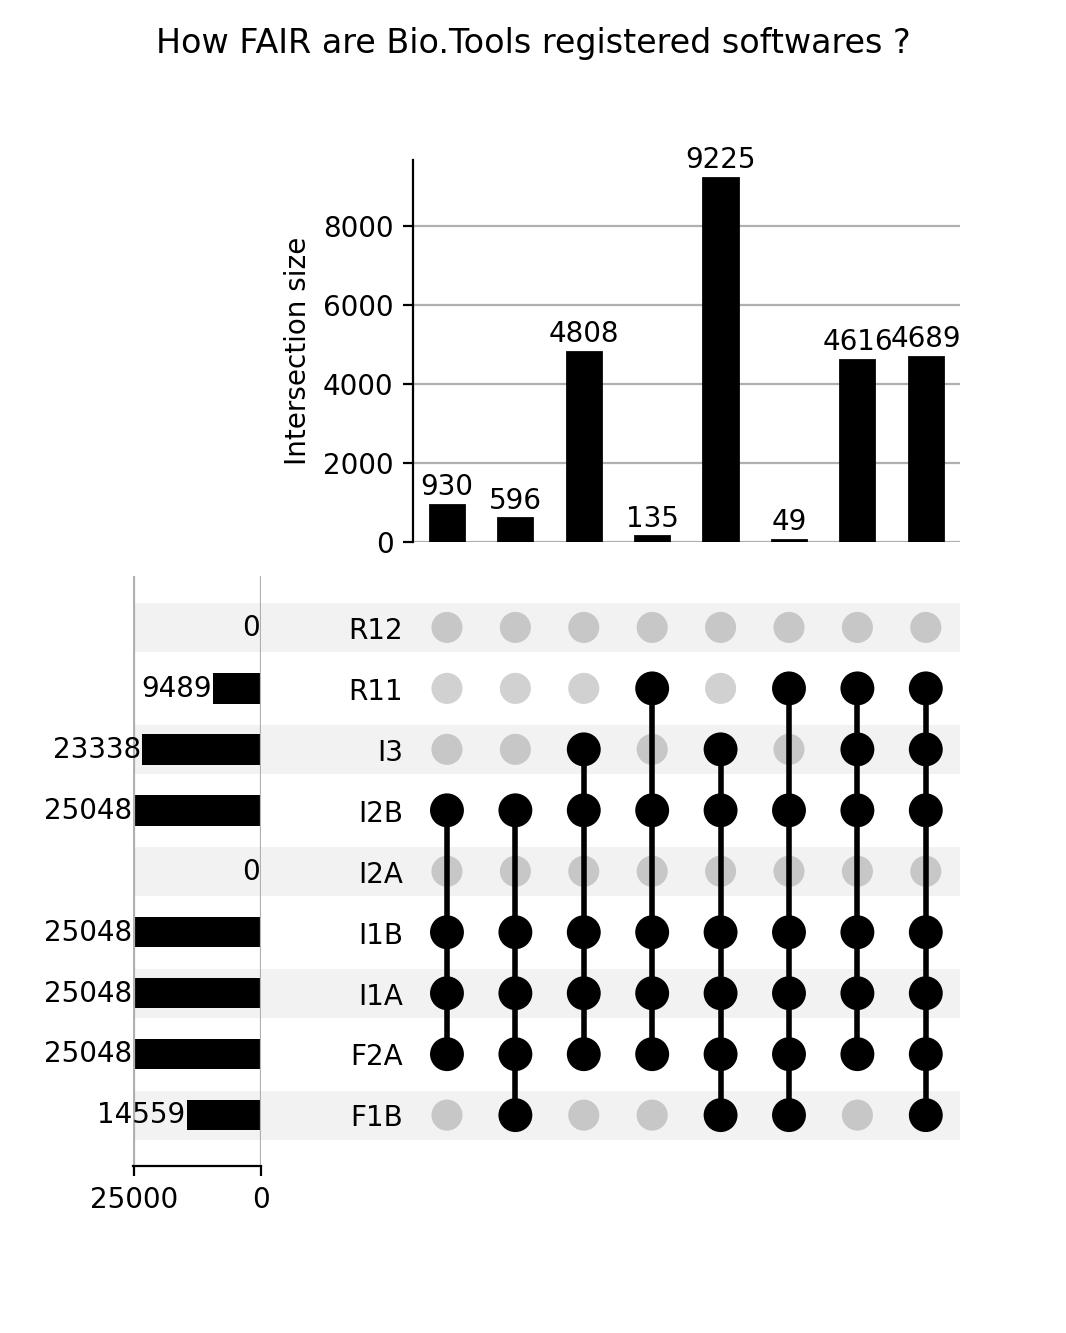 How FAIR are Bio.Tools registered softwares ?
Intersection size
8000
6000
4000
2000
0
930
596
4808
135
9225
49
4616
4689
0 R12
9489 R11
23338 I3
25048 I2B
0 I2A
25048 I1B
25048 I1A
25048 F2A
14559 F1B
25000 0